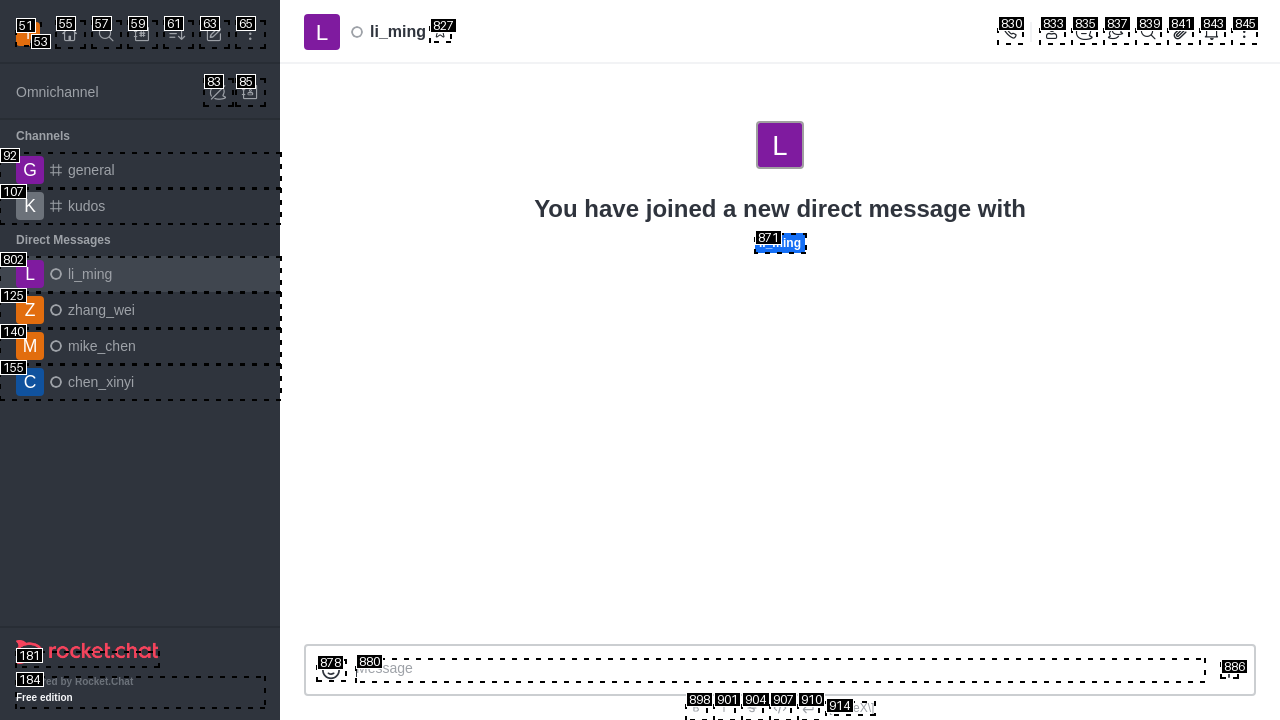 51
53
55
57
59
61
63
65
L
li_ming
827
830
833
835
837
839
841
843
845
Omnichannel
83
85
Channels
92
G
general
107
K
kudos
Direct Messages
802
L
li_ming
125
Z
zhang_wei
140
M
mike_chen
155
C
chen_xinyi
L
You have joined a new direct message with
871
181
rocket.chat
184
by Rocket.Chat
Free edition
878
880
Message
886
898
901
904
907
910
914